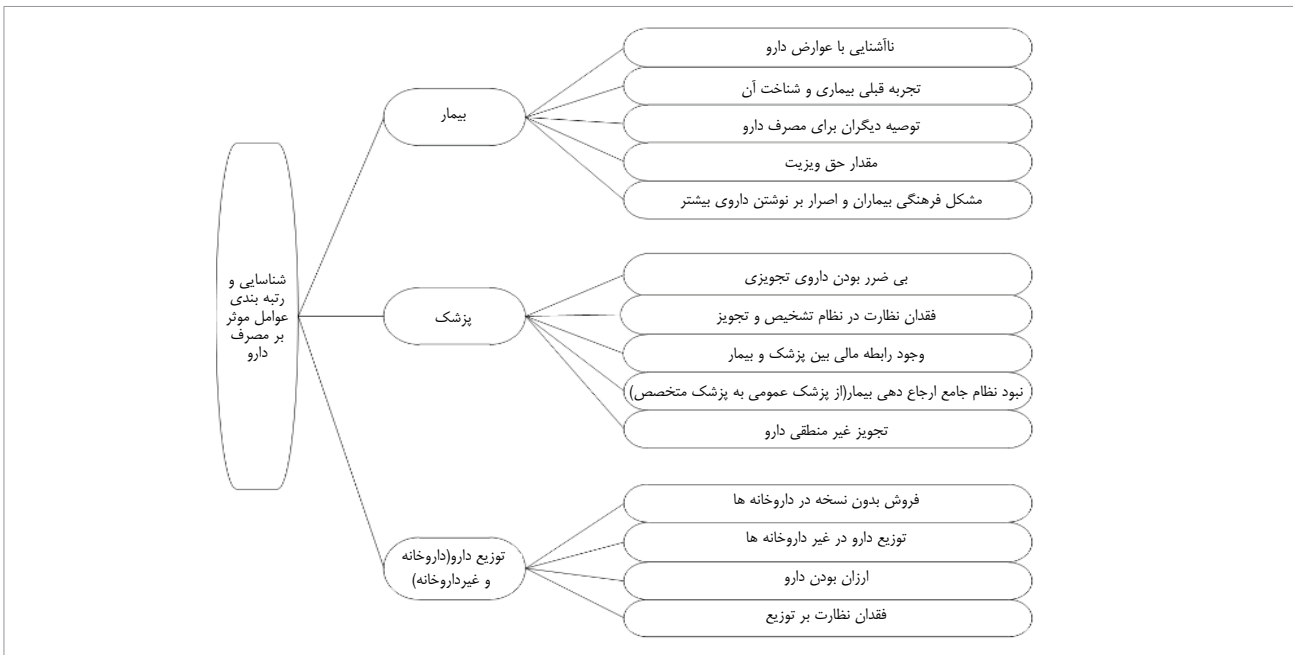 شناسایی و
رتبه بندی
عوامل موثر
بر مصرف
دارو
بیمار
ناآشنایی با عوارض دارو
تجربه قبلی بیماری و شناخت آن
توصیه دیگران برای مصرف دارو
مقدار حق ویزیت
مشکل فرهنگی بیماران و اصرار بر نوشتن داروی بیشتر
پزشک
بی ضرر بودن داروی تجویزی
فقدان نظارت در نظام تشخیص و تجویز
وجود رابطه مالی بین پزشک و بیمار
نبود نظام جامع ارجاع دهی بیمار(از پزشک عمومی به پزشک متخصص)
تجویز غیر منطقی دارو
توزیع دارو(داروخانه
و غیرداروخانه)
فروش بدون نسخه در داروخانه ها
توزیع دارو در غیر داروخانه ها
ارزان بودن دارو
فقدان نظارت بر توزیع